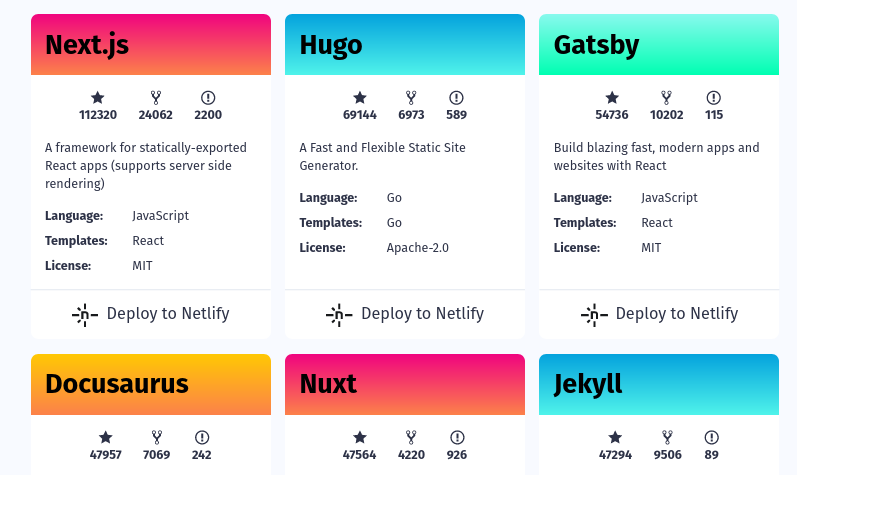 Next.js
112320 24062 2200
A framework for statically-exported
React apps (supports server side
rendering)
Language: JavaScript
Templates: React
License: MIT
Deploy to Netlify
Hugo
69144 6973 589
A Fast and Flexible Static Site
Generator.
Language: Go
Templates: Go
License: Apache-2.0
Deploy to Netlify
Gatsby
54736 10202 115
Build blazing fast, modern apps and
websites with React
Language: JavaScript
Templates: React
License: MIT
Deploy to Netlify
Docusaurus
47957 7069 242
Nuxt
47564 4220 926
Jekyll
47294 9506 89